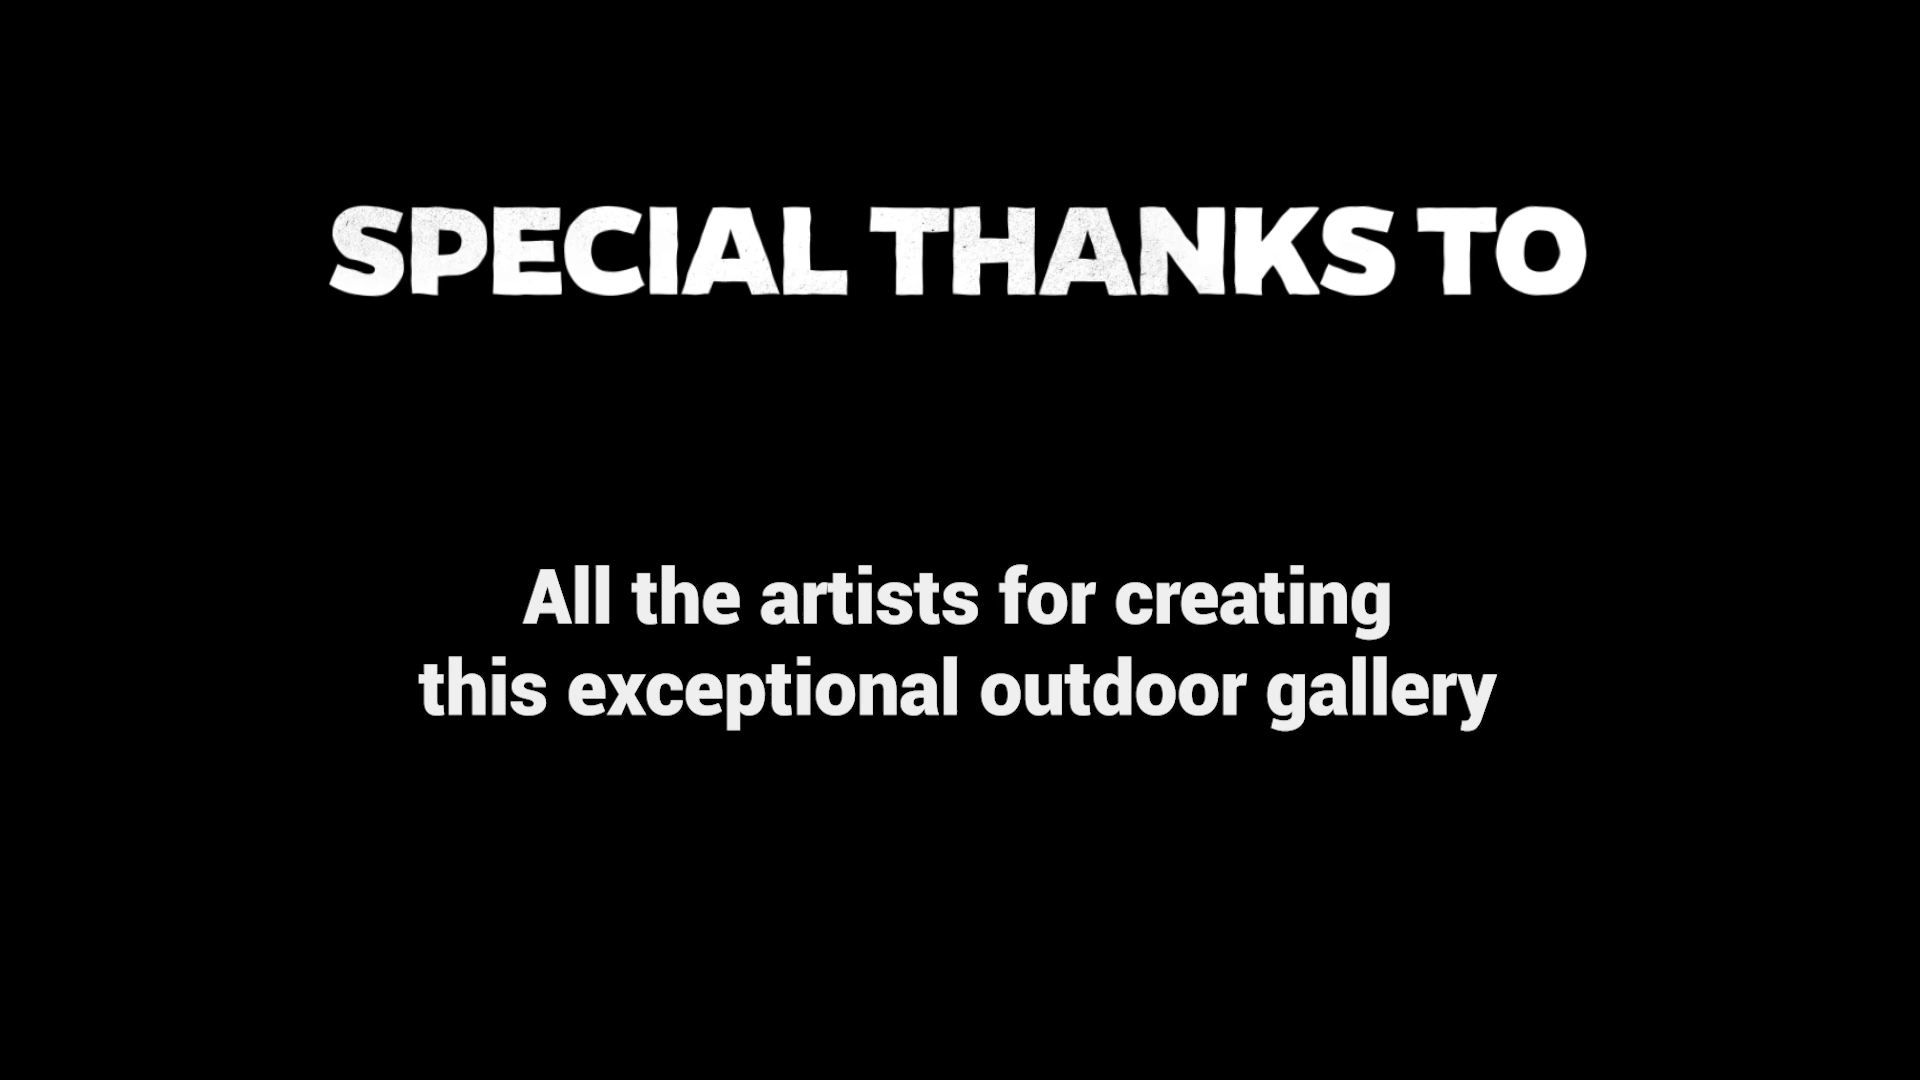 SPECIAL THANKS TO
All the artists for creating
this exceptional outdoor gallery